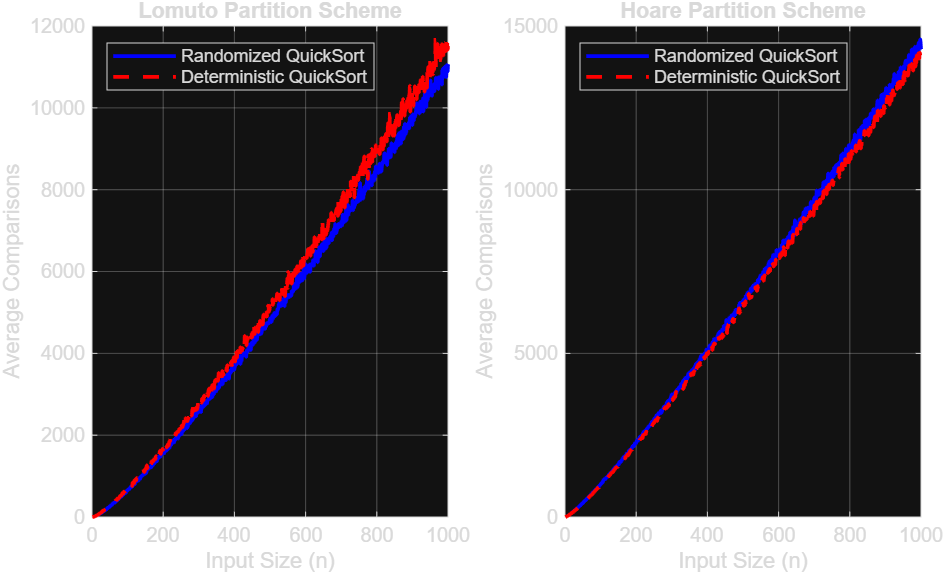 Lomuto Partition Scheme
12000
10000
8000
6000
4000
2000
0
0 200 400 600 800 1000
Average Comparisons
Input Size (n)
Randomized QuickSort
Deterministic QuickSort
Hoare Partition Scheme
15000
10000
5000
0
0 200 400 600 800 1000
Average Comparisons
Input Size (n)
Randomized QuickSort
Deterministic QuickSort